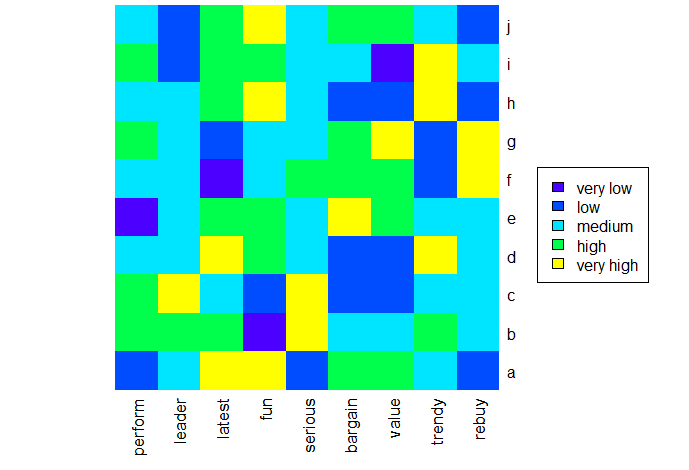 j
i
h
g
f
e
d
c
b
a
very low
low
medium
high
very high
perform
leader
latest
fun
serious
bargain
value
trendy
rebuy